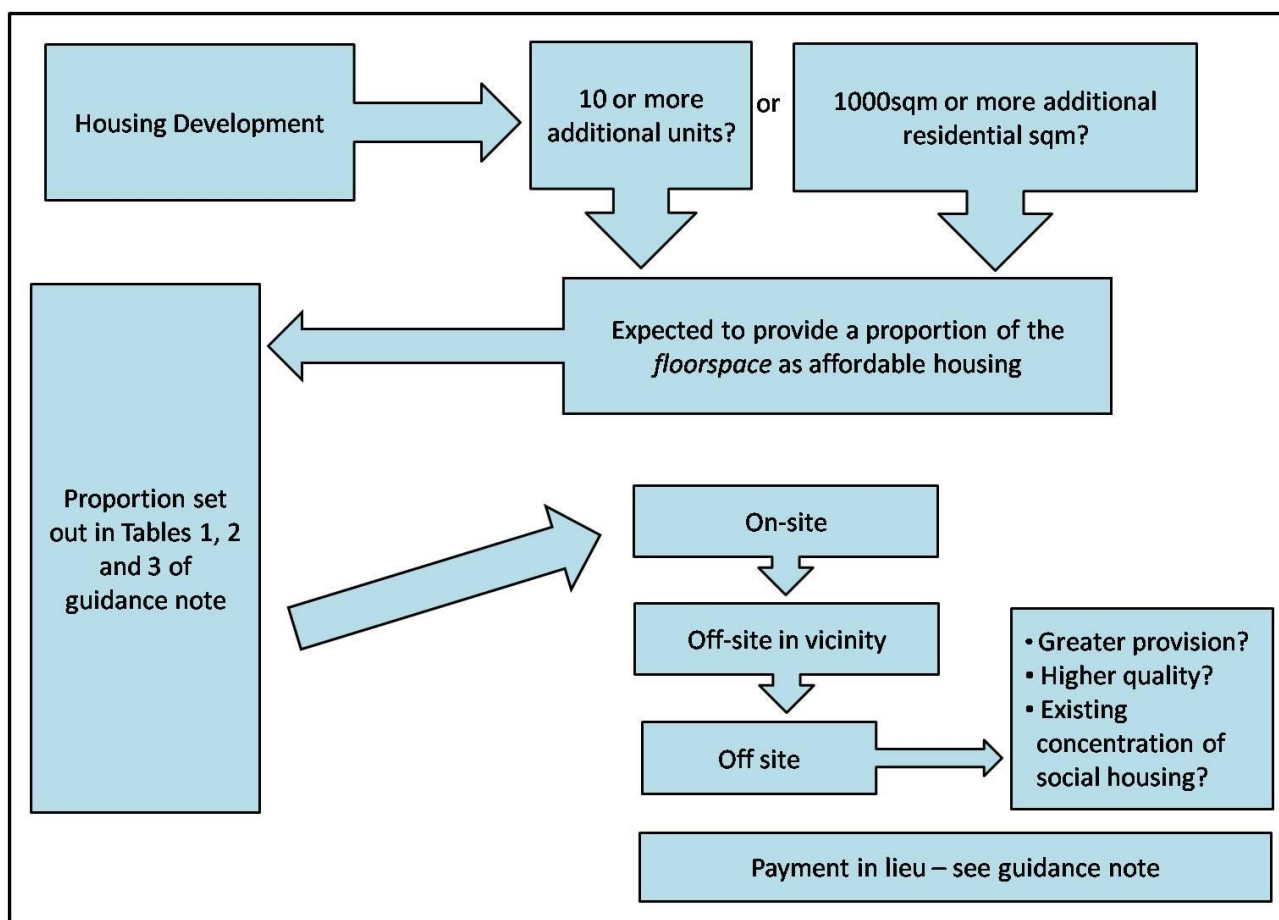 Housing Development
10 or more
additional units?
or
1000sqm or more additional
residential sqm?
Expected to provide a proportion of the
floorspace as affordable housing
Proportion set
out in Tables 1, 2
and 3 of
guidance note
On-site
Off-site in vicinity
Off site
• Greater provision?
• Higher quality?
• Existing
concentration of
social housing?
Payment in lieu – see guidance note